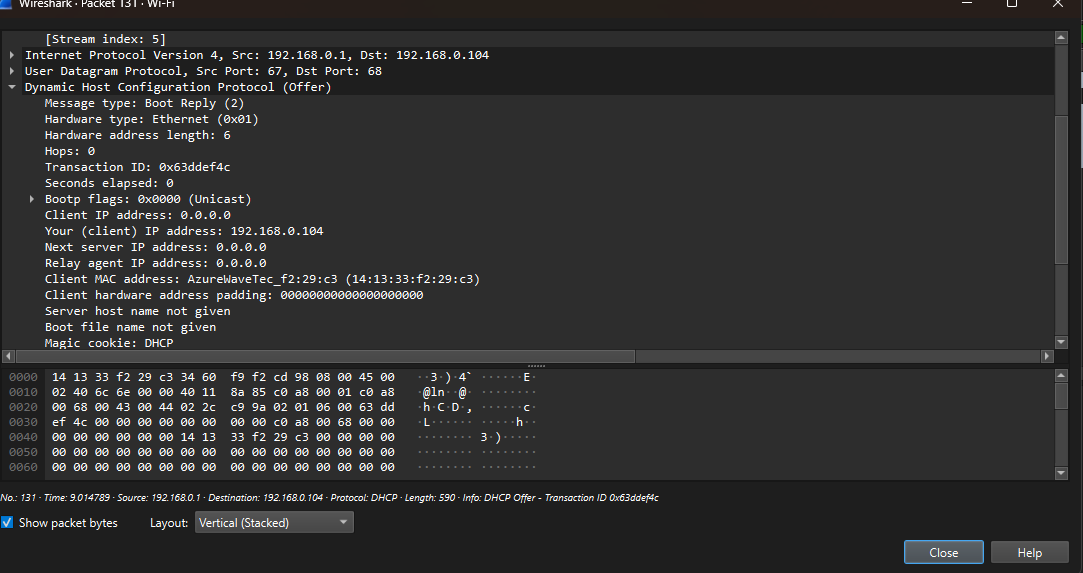 Wireshark · Packet 131 · Wi-Fi
[Stream index: 5]
Internet Protocol Version 4, Src: 192.168.0.1, Dst: 192.168.0.104
User Datagram Protocol, Src Port: 67, Dst Port: 68
Dynamic Host Configuration Protocol (Offer)
Message type: Boot Reply (2)
Hardware type: Ethernet (0x01)
Hardware address length: 6
Hops: 0
Transaction ID: 0x63ddef4c
Seconds elapsed: 0
Bootp flags: 0x0000 (Unicast)
Client IP address: 0.0.0.0
Your (client) IP address: 192.168.0.104
Next server IP address: 0.0.0.0
Relay agent IP address: 0.0.0.0
Client MAC address: AzureWaveTec_f2:29:c3 (14:13:33:f2:29:c3)
Client hardware address padding: 00000000000000000000
Server host name not given
Boot file name not given
Magic cookie: DHCP
0000 14 13 33 f2 29 c3 34 60 f9 f2 cd 98 08 00 45 00 ··3·)·4` ······E·
0010 02 40 6c 6e 00 00 40 11 8a 85 c0 a8 00 01 c0 a8 ·@ln··@· ········
0020 00 68 00 43 00 44 02 2c c9 9a 02 01 06 00 63 dd ·h·C·D·, ······c·
0030 ef 4c 00 00 00 00 00 00 00 00 c0 a8 00 68 00 00 ·L······ ·····h··
0040 00 00 00 00 00 00 14 13 33 f2 29 c3 00 00 00 00 ········ 3·)·····
0050 00 00 00 00 00 00 00 00 00 00 00 00 00 00 00 00 ········ ········
0060 00 00 00 00 00 00 00 00 00 00 00 00 00 00 00 00 ········ ········
No.: 131 · Time: 9.014789 · Source: 192.168.0.1 · Destination: 192.168.0.104 · Protocol: DHCP · Length: 590 · Info: DHCP Offer - Transaction ID 0x63ddef4c
Show packet bytes Layout: Vertical (Stacked)
Close Help